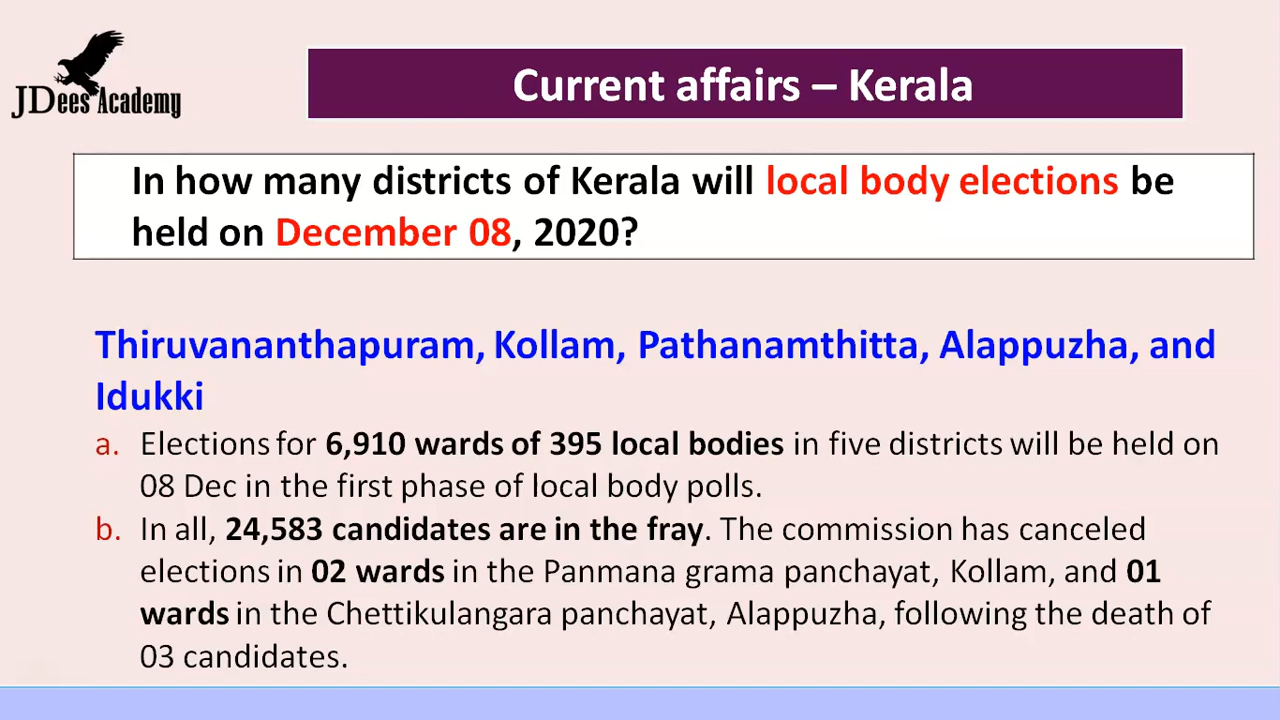 JDees Academy
Current affairs – Kerala
In how many districts of Kerala will local body elections be
held on December 08, 2020?
Thiruvananthapuram, Kollam, Pathanamthitta, Alappuzha, and
Idukki
a. Elections for 6,910 wards of 395 local bodies in five districts will be held on
08 Dec in the first phase of local body polls.
b. In all, 24,583 candidates are in the fray. The commission has canceled
elections in 02 wards in the Panmana grama panchayat, Kollam, and 01
wards in the Chettikulangara panchayat, Alappuzha, following the death of
03 candidates.